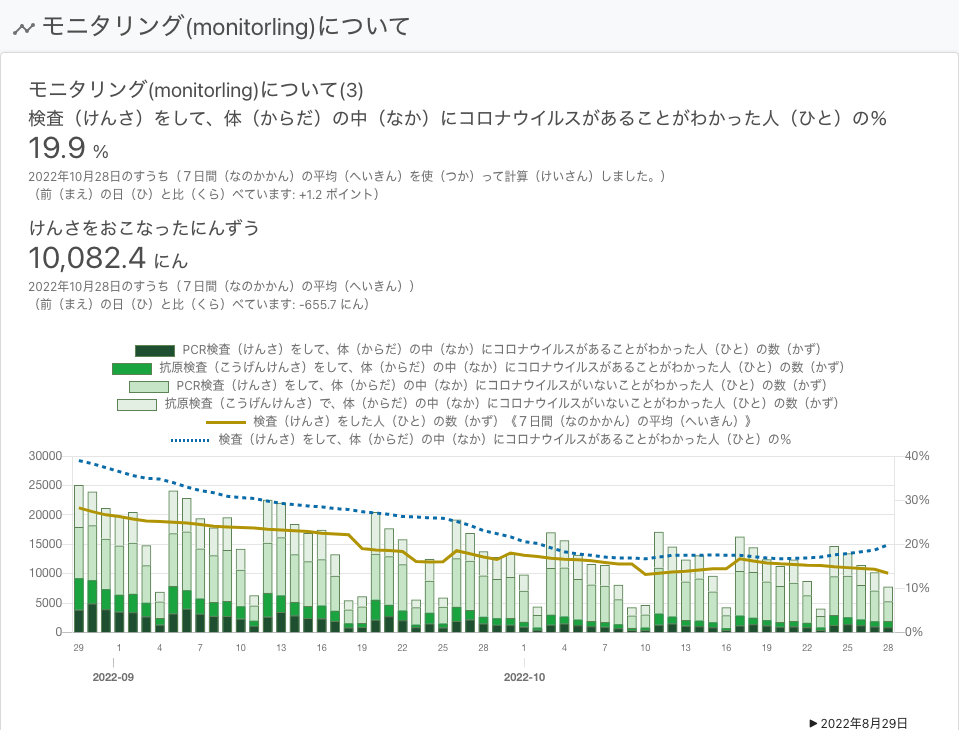 モニタリング(monitorling)について
モニタリング(monitorling)について(3)
検査（けんさ）をして、体（からだ）の中（なか）にコロナウイルスがあることがわかった人（ひと）の％
19.9 ％
2022年10月28日のすうち（７日間（なのかかん）の平均（へいきん）を使（つか）って計算（けいさん）しました。）
（前（まえ）の日（ひ）と比（くら）べています: +1.2 ポイント）
けんさをおこなったにんずう
10,082.4 にん
2022年10月28日のすうち（７日間（なのかかん）の平均（へいきん））
（前（まえ）の日（ひ）と比（くら）べています: -655.7 にん）
PCR検査（けんさ）をして、体（からだ）の中（なか）にコロナウイルスがあることがわかった人（ひと）の数（かず）
抗原検査（こうげんけんさ）をして、体（からだ）の中（なか）にコロナウイルスがあることがわかった人（ひと）の数（かず）
PCR検査（けんさ）をして、体（からだ）の中（なか）にコロナウイルスがいないことがわかった人（ひと）の数（かず）
抗原検査（こうげんけんさ）で、体（からだ）の中（なか）にコロナウイルスがいないことがわかった人（ひと）の数（かず）
検査（けんさ）をした人（ひと）の数（かず）《７日間（なのかかん）の平均（へいきん）》
検査（けんさ）をして、体（からだ）の中（なか）にコロナウイルスがあることがわかった人（ひと）の％
30000 40%
25000
20000 30%
15000 20%
10000
5000 10%
0 0%
29 1 4 7 10 13 16 19 22 25 28 1 4 7 10 13 16 19 22 25 28
2022-09 2022-10
▶ 2022年8月29日